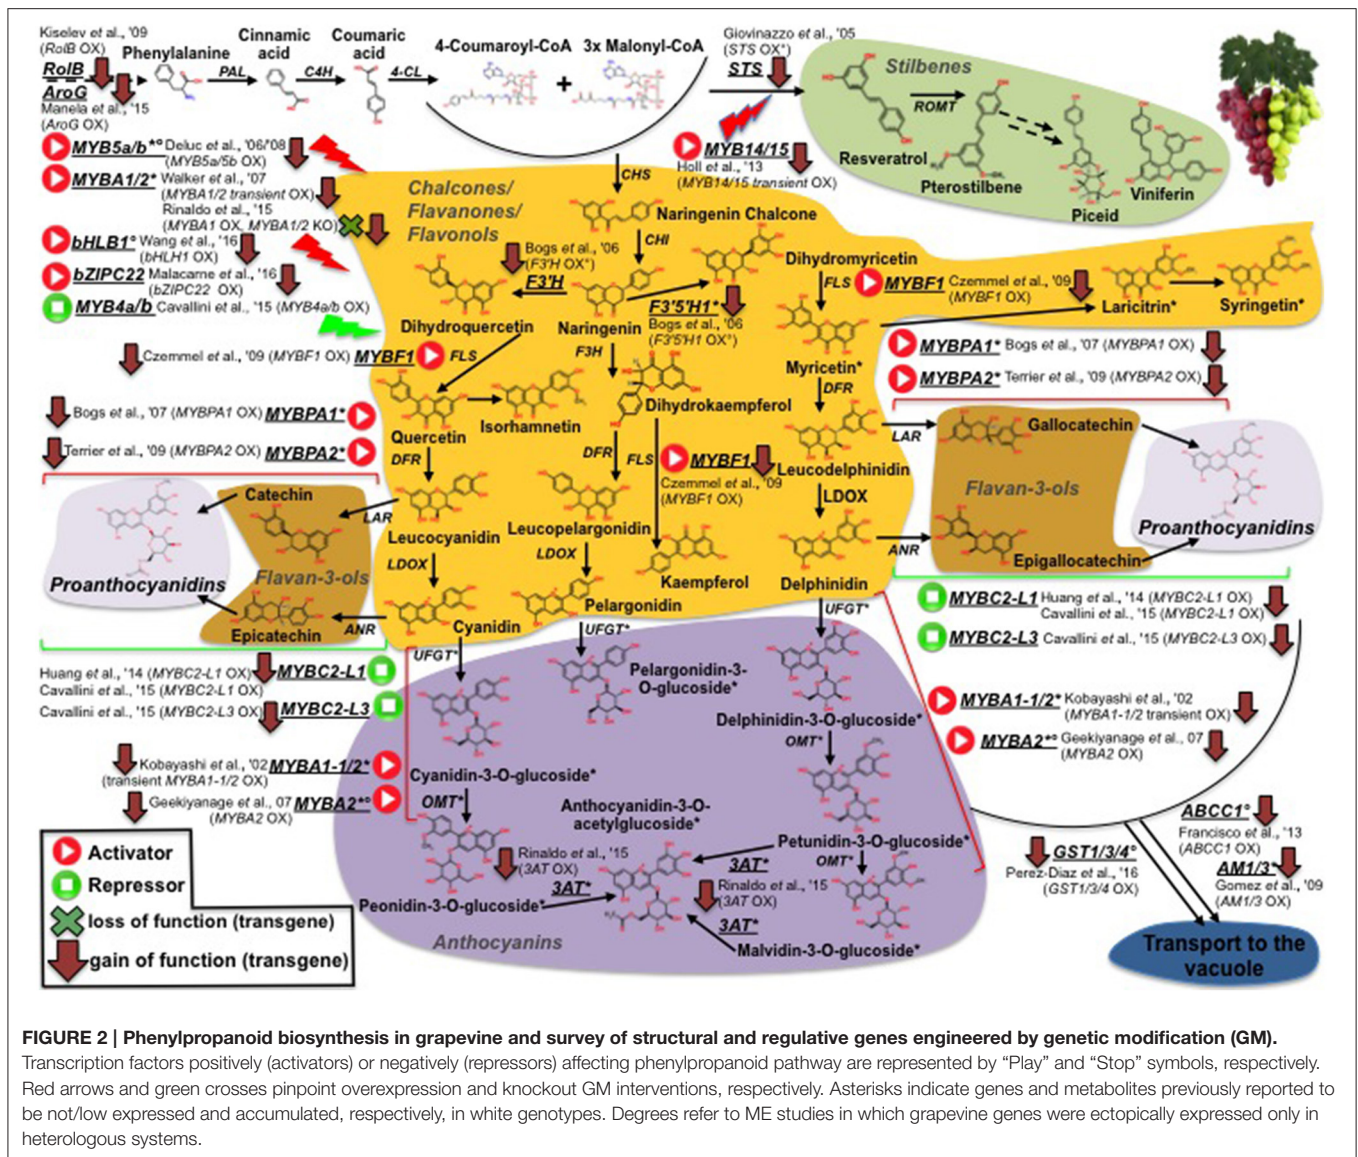 Kiselev et al., '09
(RolB OX)
RolB
AroG
Manela et al., '15
(AroG OX)
Phenylalanine
PAL
Cinnamic
acid
C4H
Coumaric
acid
4-CL
4-Coumaroyl-CoA
+
3x Malonyl-CoA
Giovinazzo et al., '05
(STS OX°)
STS
Stilbenes
ROMT
Resveratrol
Pterostilbene
Piceid
Viniferin
MYB5a/b*° Deluc et al., '06/'08
(MYB5a/5b OX)
MYBA1/2* Walker et al., '07
(MYBA1/2 transient OX)
Rinaldo et al., '15
(MYBA1 OX, MYBA1/2 KO)
bHLB1° Wang et al., '16
(bHLH1 OX)
bZIPC22 Malacarne et al., '16
(bZIPC22 OX)
MYB4a/b Cavallini et al., '15 (MYB4a/b OX)
MYB14/15
Holl et al., '13
(MYB14/15 transient OX)
Chalcones/
Flavanones/
Flavonols
CHS
Naringenin Chalcone
CHI
Bogs et al., '06
(F3'H OX°)
F3'H
F3'5'H1*
Bogs et al., '06
(F3'5'H1 OX°)
Dihydroquercetin
Naringenin
F3H
Dihydromyricetin
FLS
MYBF1 Czemmel et al., '09
(MYBF1 OX)
Laricitrin*
Syringetin*
Czemmel et al., '09 (MYBF1 OX) MYBF1
FLS
Myricetin*
DFR
MYBPA1* Bogs et al., '07 (MYBPA1 OX)
MYBPA2* Terrier et al., '09 (MYBPA2 OX)
Bogs et al., '07 (MYBPA1 OX) MYBPA1*
Terrier et al., '09 (MYBPA2 OX) MYBPA2*
Quercetin
Isorhamnetin
Dihydrokaempferol
DFR
DFR
FLS
MYBF1
Czemmel et al., '09
(MYBF1 OX)
Leucodelphinidin
LAR
Gallocatechin
Flavan-3-ols
Proanthocyanidins
Catechin
LAR
Leucocyanidin
Leucopelargonidin
LDOX
LDOX
LDOX
Kaempferol
Delphinidin
ANR
Epigallocatechin
Proanthocyanidins
Flavan-3-ols
Epicatechin
ANR
Cyanidin
Pelargonidin
UFGT*
UFGT*
UFGT*
Huang et al., '14 (MYBC2-L1 OX)
Cavallini et al., '15 (MYBC2-L1 OX)
MYBC2-L1
Cavallini et al., '15 (MYBC2-L3 OX)
MYBC2-L3
MYBC2-L1 Huang et al., '14 (MYBC2-L1 OX)
Cavallini et al., '15 (MYBC2-L1 OX)
MYBC2-L3 Cavallini et al., '15 (MYBC2-L3 OX)
Pelargonidin-3-
O-glucoside*
Delphinidin-3-O-glucoside*
OMT*
MYBA1-1/2* Kobayashi et al., '02
(MYBA1-1/2 transient OX)
MYBA2*° Geekiyanage et al., 07
(MYBA2 OX)
Kobayashi et al., '02 MYBA1-1/2*
(transient MYBA1-1/2 OX)
Geekiyanage et al., 07 MYBA2*°
(MYBA2 OX)
Cyanidin-3-O-glucoside*
OMT*
Anthocyanidin-3-O-
acetylglucoside*
Petunidin-3-O-glucoside*
OMT*
Rinaldo et al., '15
(3AT OX)
3AT*
3AT*
Rinaldo et al., '15
(3AT OX)
3AT*
Peonidin-3-O-glucoside*
Malvidin-3-O-glucoside*
Anthocyanins
GST1/3/4°
Perez-Diaz et al., '16
(GST1/3/4 OX)
ABCC1°
Francisco et al., '13
(ABCC1 OX)
AM1/3*
Gomez et al., '09
(AM1/3 OX)
Transport to the
vacuole
Activator
Repressor
loss of function (transgene)
gain of function (transgene)
FIGURE 2 | Phenylpropanoid biosynthesis in grapevine and survey of structural and regulative genes engineered by genetic modification (GM).
Transcription factors positively (activators) or negatively (repressors) affecting phenylpropanoid pathway are represented by “Play” and “Stop” symbols, respectively.
Red arrows and green crosses pinpoint overexpression and knockout GM interventions, respectively. Asterisks indicate genes and metabolites previously reported to
be not/low expressed and accumulated, respectively, in white genotypes. Degrees refer to ME studies in which grapevine genes were ectopically expressed only in
heterologous systems.